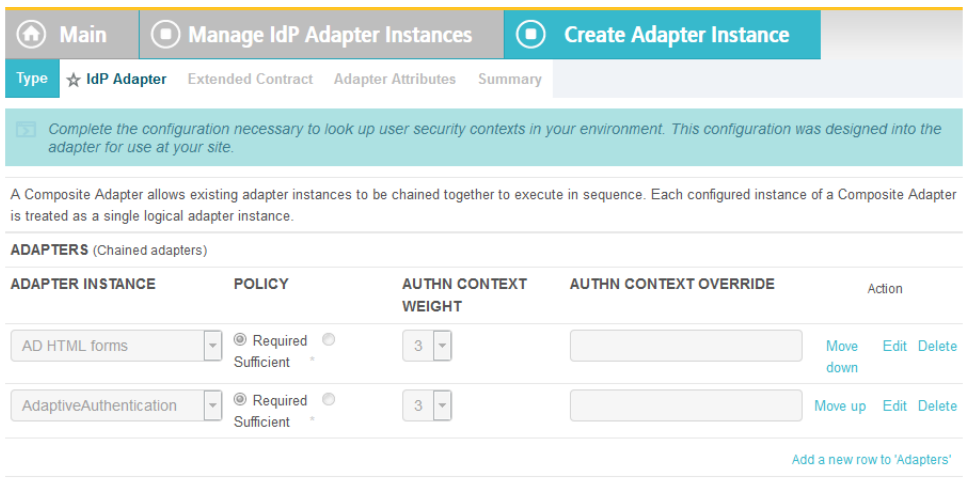 Main Manage IdP Adapter Instances Create Adapter Instance
Type IdP Adapter Extended Contract Adapter Attributes Summary
Complete the configuration necessary to look up user security contexts in your environment. This configuration was designed into the
adapter for use at your site.
A Composite Adapter allows existing adapter instances to be chained together to execute in sequence. Each configured instance of a Composite Adapter
is treated as a single logical adapter instance.
ADAPTERS (Chained adapters)
ADAPTER INSTANCE POLICY AUTHN CONTEXT AUTHN CONTEXT OVERRIDE Action
WEIGHT
AD HTML forms Required 3 Move Edit Delete
Sufficient * down
AdaptiveAuthentication Required 3 Move up Edit Delete
Sufficient *
Add a new row to 'Adapters'